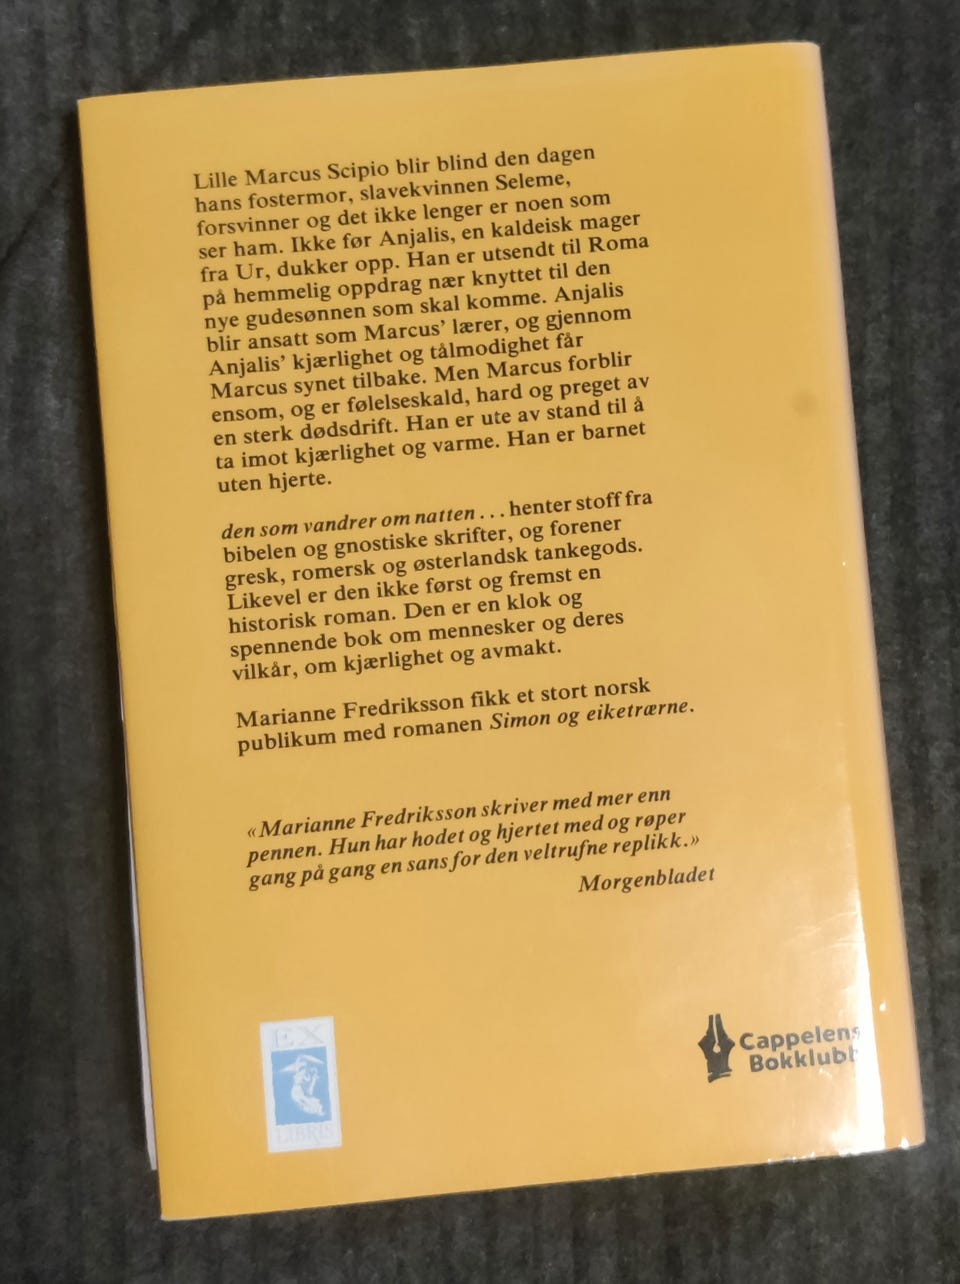 Lille Marcus Scipio blir blind den dagen
hans fostermor, slavekvinnen Seleme,
forsvinner og det ikke lenger er noen som
ser ham. Ikke før Anjalis, en kaldeisk mager
fra Ur, dukker opp. Han er utsendt til Roma
på hemmelig oppdrag nær knyttet til den
nye gudesønnen som skal komme. Anjalis
blir ansatt som Marcus' lærer, og gjennom
Anjalis' kjærlighet og tålmodighet får
Marcus synet tilbake. Men Marcus forblir
ensom, og er følelseskald, hard og preget av
en sterk dødsdrift. Han er ute av stand til å
ta imot kjærlighet og varme. Han er barnet
uten hjerte.
den som vandrer om natten... henter stoff fra
bibelen og gnostiske skrifter, og forener
gresk, romersk og østerlandsk tankegods.
Likevel er den ikke først og fremst en
historisk roman. Den er en klok og
spennende bok om mennesker og deres
vilkår, om kjærlighet og avmakt.
Marianne Fredriksson fikk et stort norsk
publikum med romanen Simon og eiketrærne.
«Marianne Fredriksson skriver med mer enn
pennen. Hun har hodet og hjertet med og røper
gang på gang en sans for den veltrufne replikk.»
Morgenbladet
EX
LIBRIS
Cappelens
Bokklubb